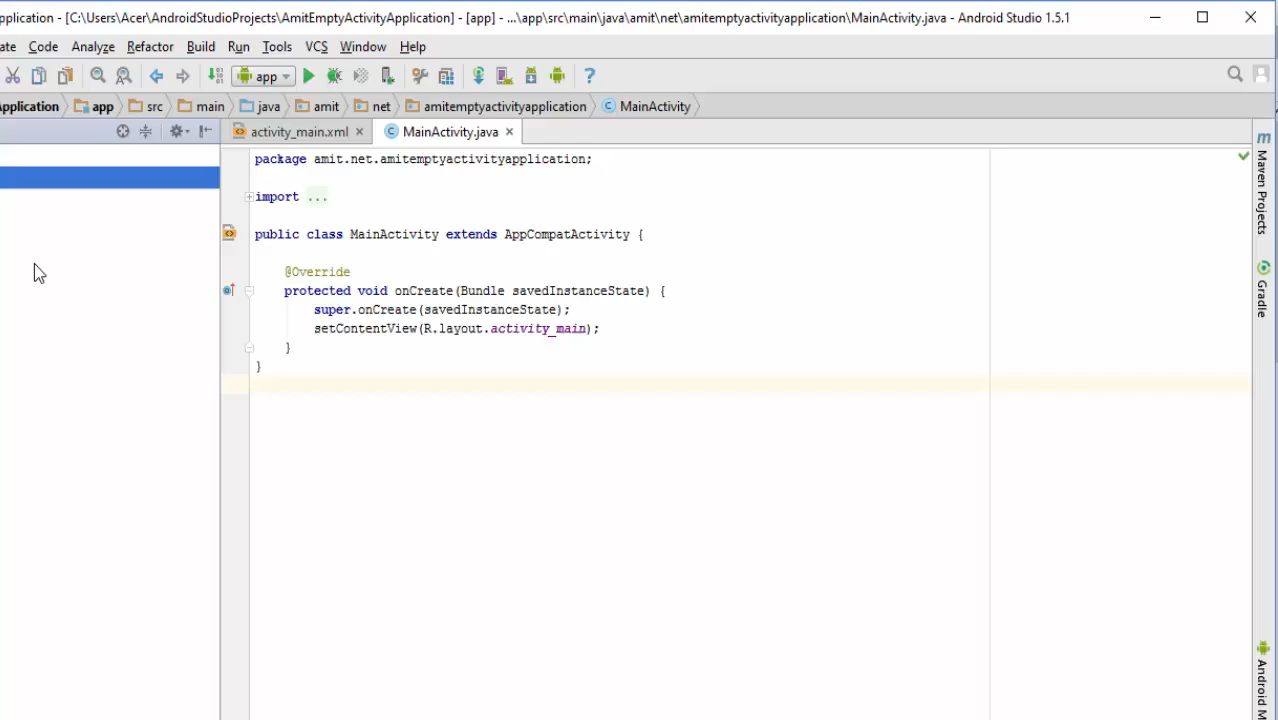 pplication - [C:\Users\Acer\AndroidStudioProjects\AmitEmptyActivityApplication] - [app] - ...\app\src\main\java\amit\net\amitemptyactivityapplication\MainActivity.java - Android Studio 1.5.1
ate Code Analyze Refactor Build Run Tools VCS Window Help
app
Application app src main java amit net amitemptyactivityapplication MainActivity
activity_main.xml MainActivity.java
package amit.net.amitemptyactivityapplication;
import ...
public class MainActivity extends AppCompatActivity {
@Override
protected void onCreate(Bundle savedInstanceState) {
super.onCreate(savedInstanceState);
setContentView(R.layout.activity_main);
}
}
Maven Projects
Gradle
Android M